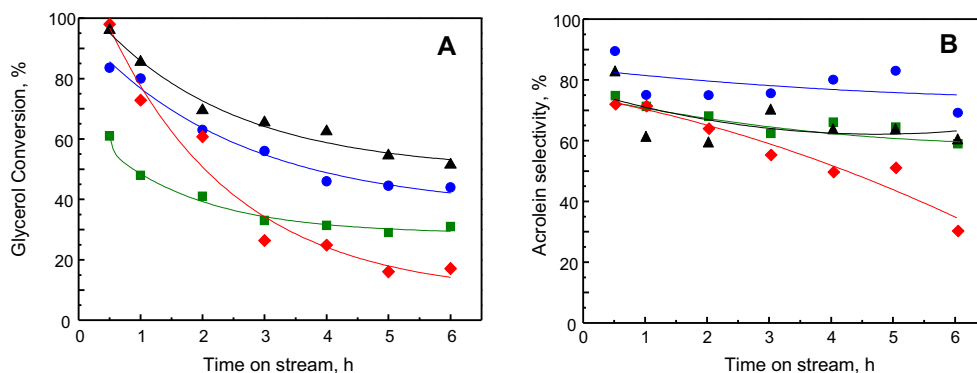 A
Glycerol Conversion, %
100
80
60
40
20
0
0 1 2 3 4 5 6
Time on stream, h
B
Acrolein selectivity, %
100
80
60
40
20
0
0 1 2 3 4 5 6
Time on stream, h